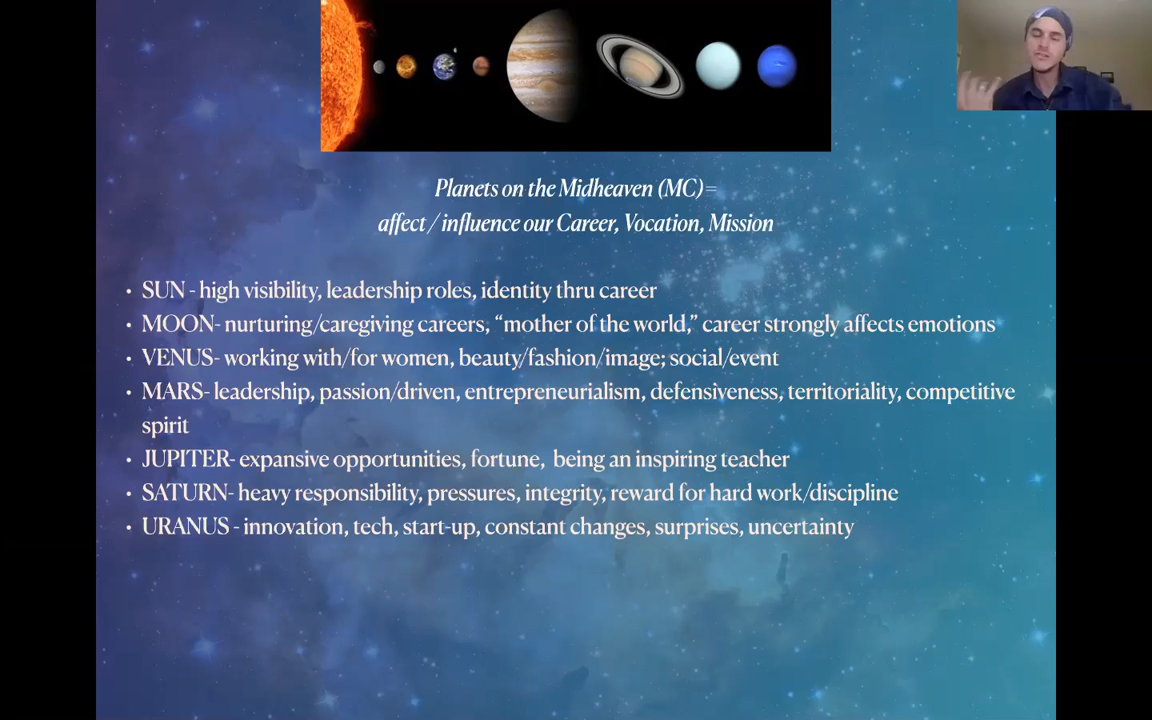 Planets on the Midheaven (MC)=
affect / influence our Career, Vocation, Mission
• SUN - high visibility, leadership roles, identity thru career
• MOON- nurturing/caregiving careers, “mother of the world,” career strongly affects emotions
• VENUS- working with/for women, beauty/fashion/image; social/event
• MARS- leadership, passion/driven, entrepreneurialism, defensiveness, territoriality, competitive
spirit
• JUPITER- expansive opportunities, fortune, being an inspiring teacher
• SATURN- heavy responsibility, pressures, integrity, reward for hard work/discipline
• URANUS - innovation, tech, start-up, constant changes, surprises, uncertainty